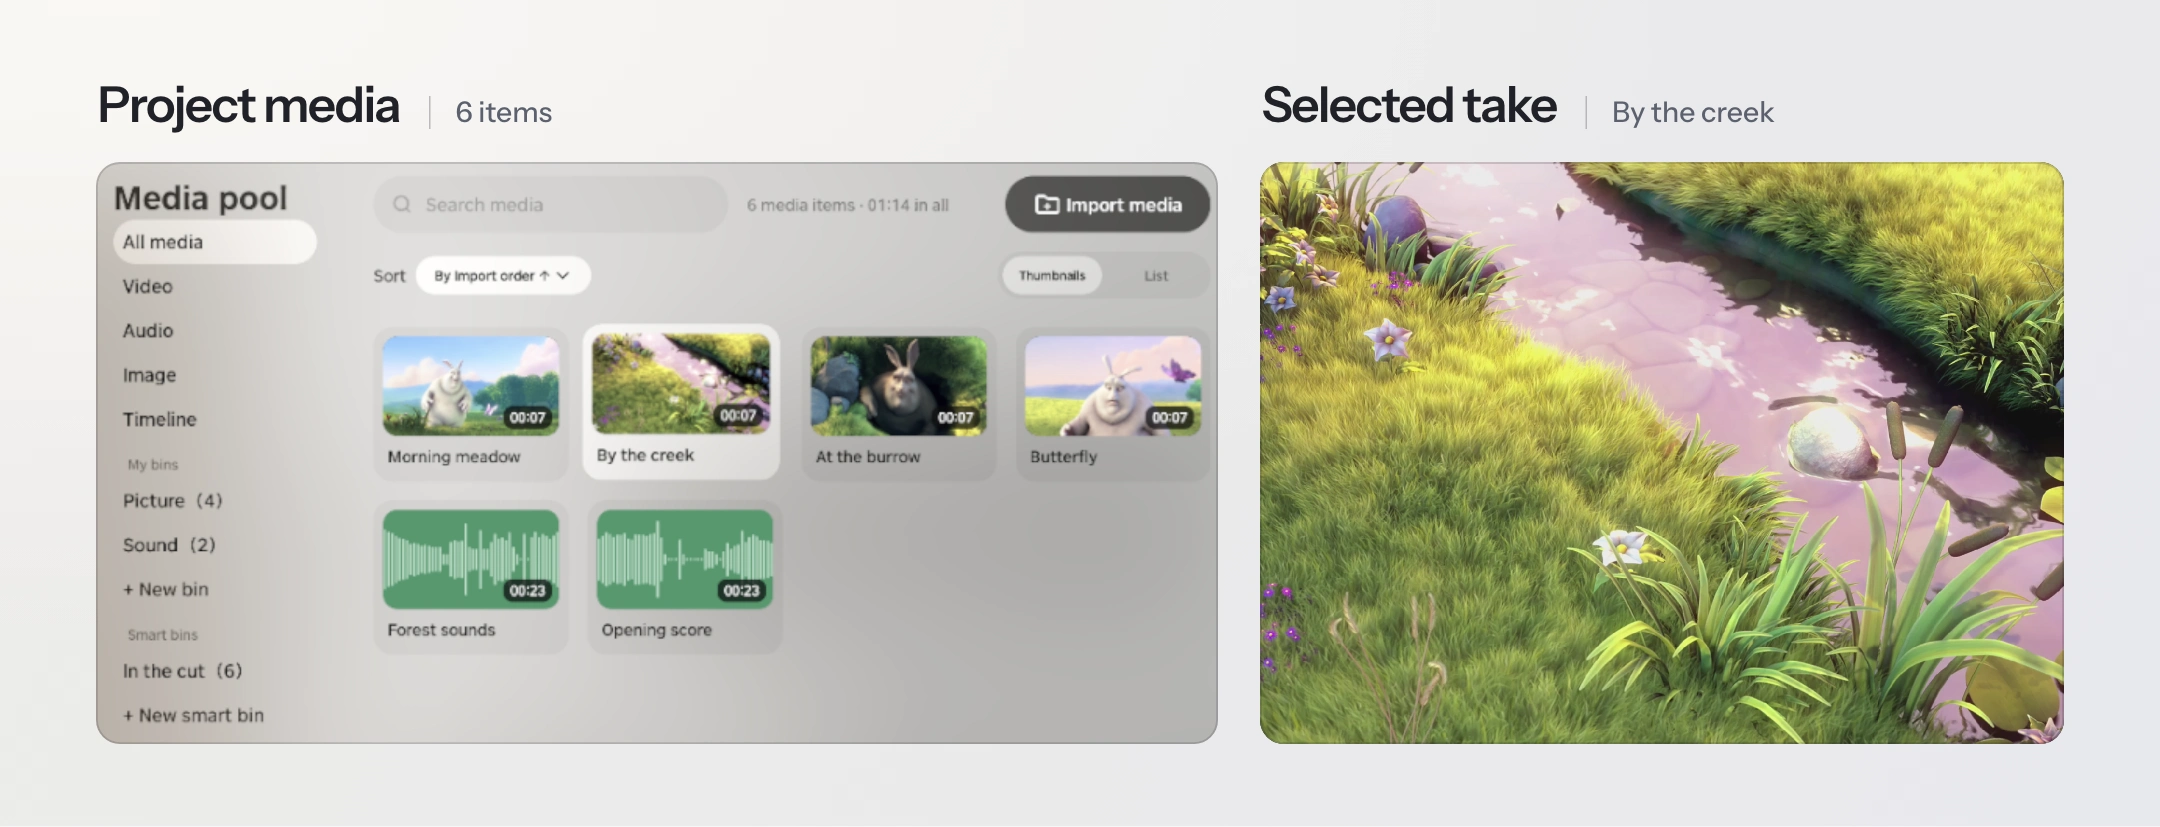 Project media
6 items
Selected take
By the creek
Media pool
All media
Video
Audio
Image
Timeline
My bins
Picture (4)
Sound (2)
+ New bin
Smart bins
In the cut (6)
+ New smart bin
Search media
6 media items · 01:14 in all
Import media
Sort
By Import order ↑
Thumbnails
List
00:07
Morning meadow
00:07
By the creek
00:07
At the burrow
00:07
Butterfly
00:23
Forest sounds
00:23
Opening score